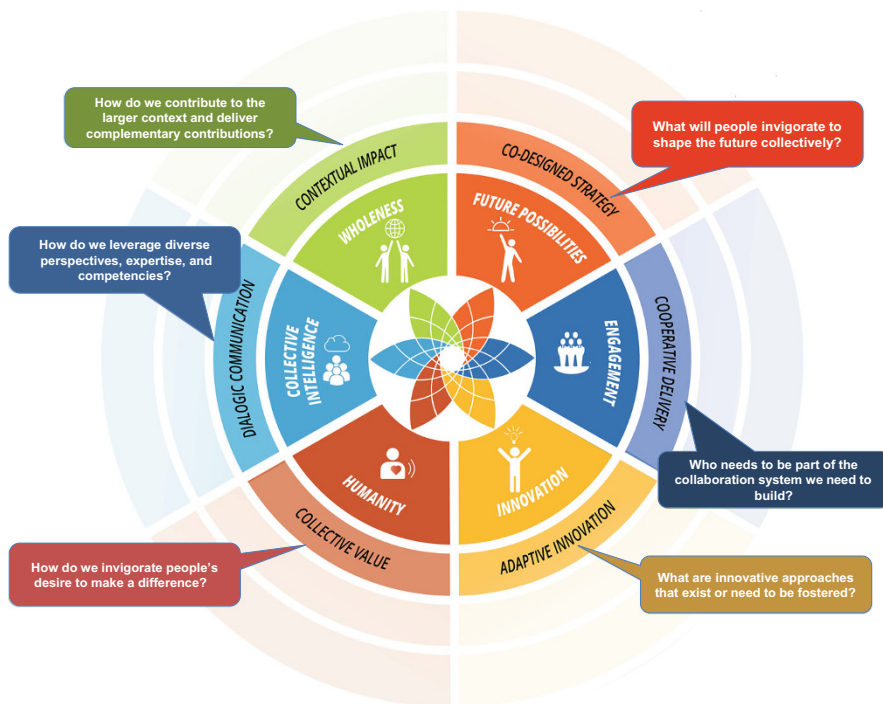 How do we contribute to the
larger context and deliver
complementary contributions?
What will people invigorate to
shape the future collectively?
CONTEXTUAL IMPACT
CO-DESIGNED STRATEGY
WHOLENESS
FUTURE POSSIBILITIES
How do we leverage diverse
perspectives, expertise, and
competencies?
DIALOGIC COMMUNICATION
COLLECTIVE
INTELLIGENCE
ENGAGEMENT
COOPERATIVE DELIVERY
Who needs to be part of the
collaboration system we need to
build?
HUMANITY
INNOVATION
COLLECTIVE VALUE
ADAPTIVE INNOVATION
How do we invigorate people’s
desire to make a difference?
What are innovative approaches
that exist or need to be fostered?